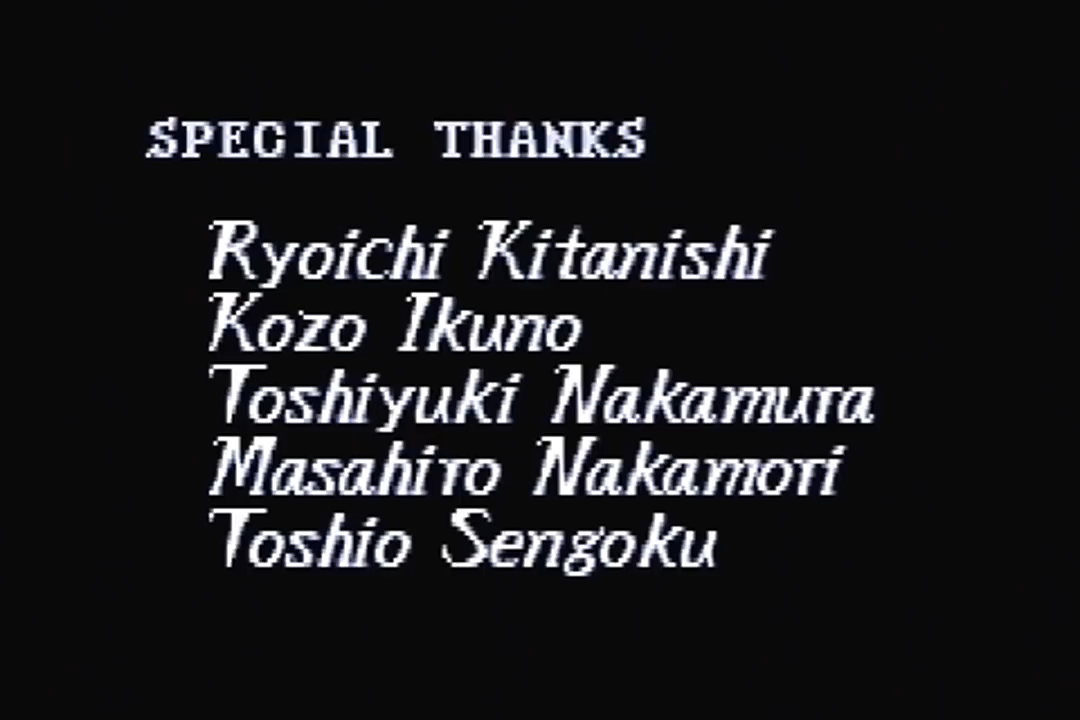 SPECIAL THANKS
Ryoichi Kitanishi
Kozo Ikuno
Toshiyuki Nakamura
Masahiro Nakamori
Toshio Sengoku